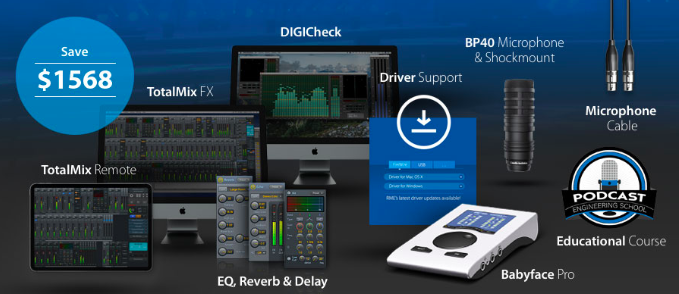 Save
$1568
DIGICheck
TotalMix FX
TotalMix Remote
EQ, Reverb & Delay
Driver Support
Driver for Mac OS X
Driver for Windows
RME's latest driver updates available!
BP40 Microphone
& Shockmount
Microphone
Cable
PODCAST
ENGINEERING SCHOOL
Educational Course
Babyface Pro